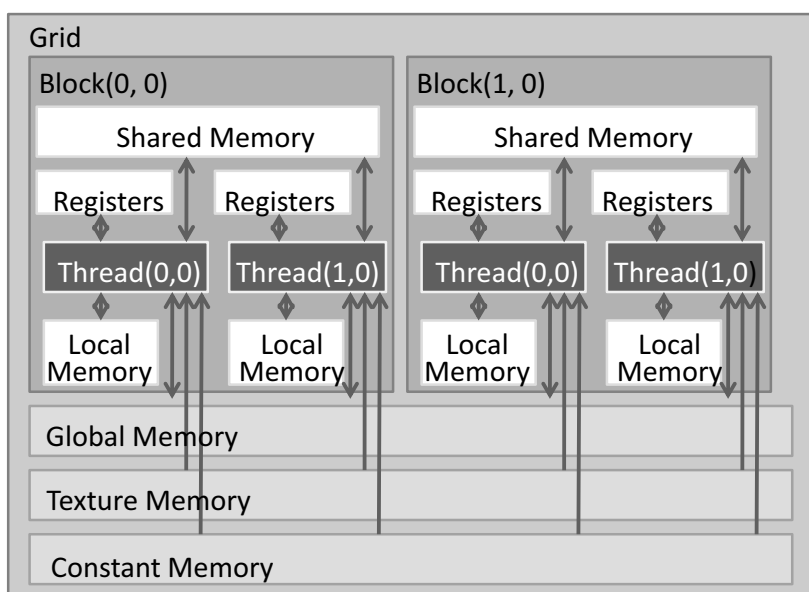 Grid
Block(0, 0)
Block(1, 0)
Shared Memory
Shared Memory
Registers
Registers
Registers
Registers
Thread(0,0)
Thread(1,0)
Thread(0,0)
Thread(1,0)
Local
Memory
Local
Memory
Local
Memory
Local
Memory
Global Memory
Texture Memory
Constant Memory